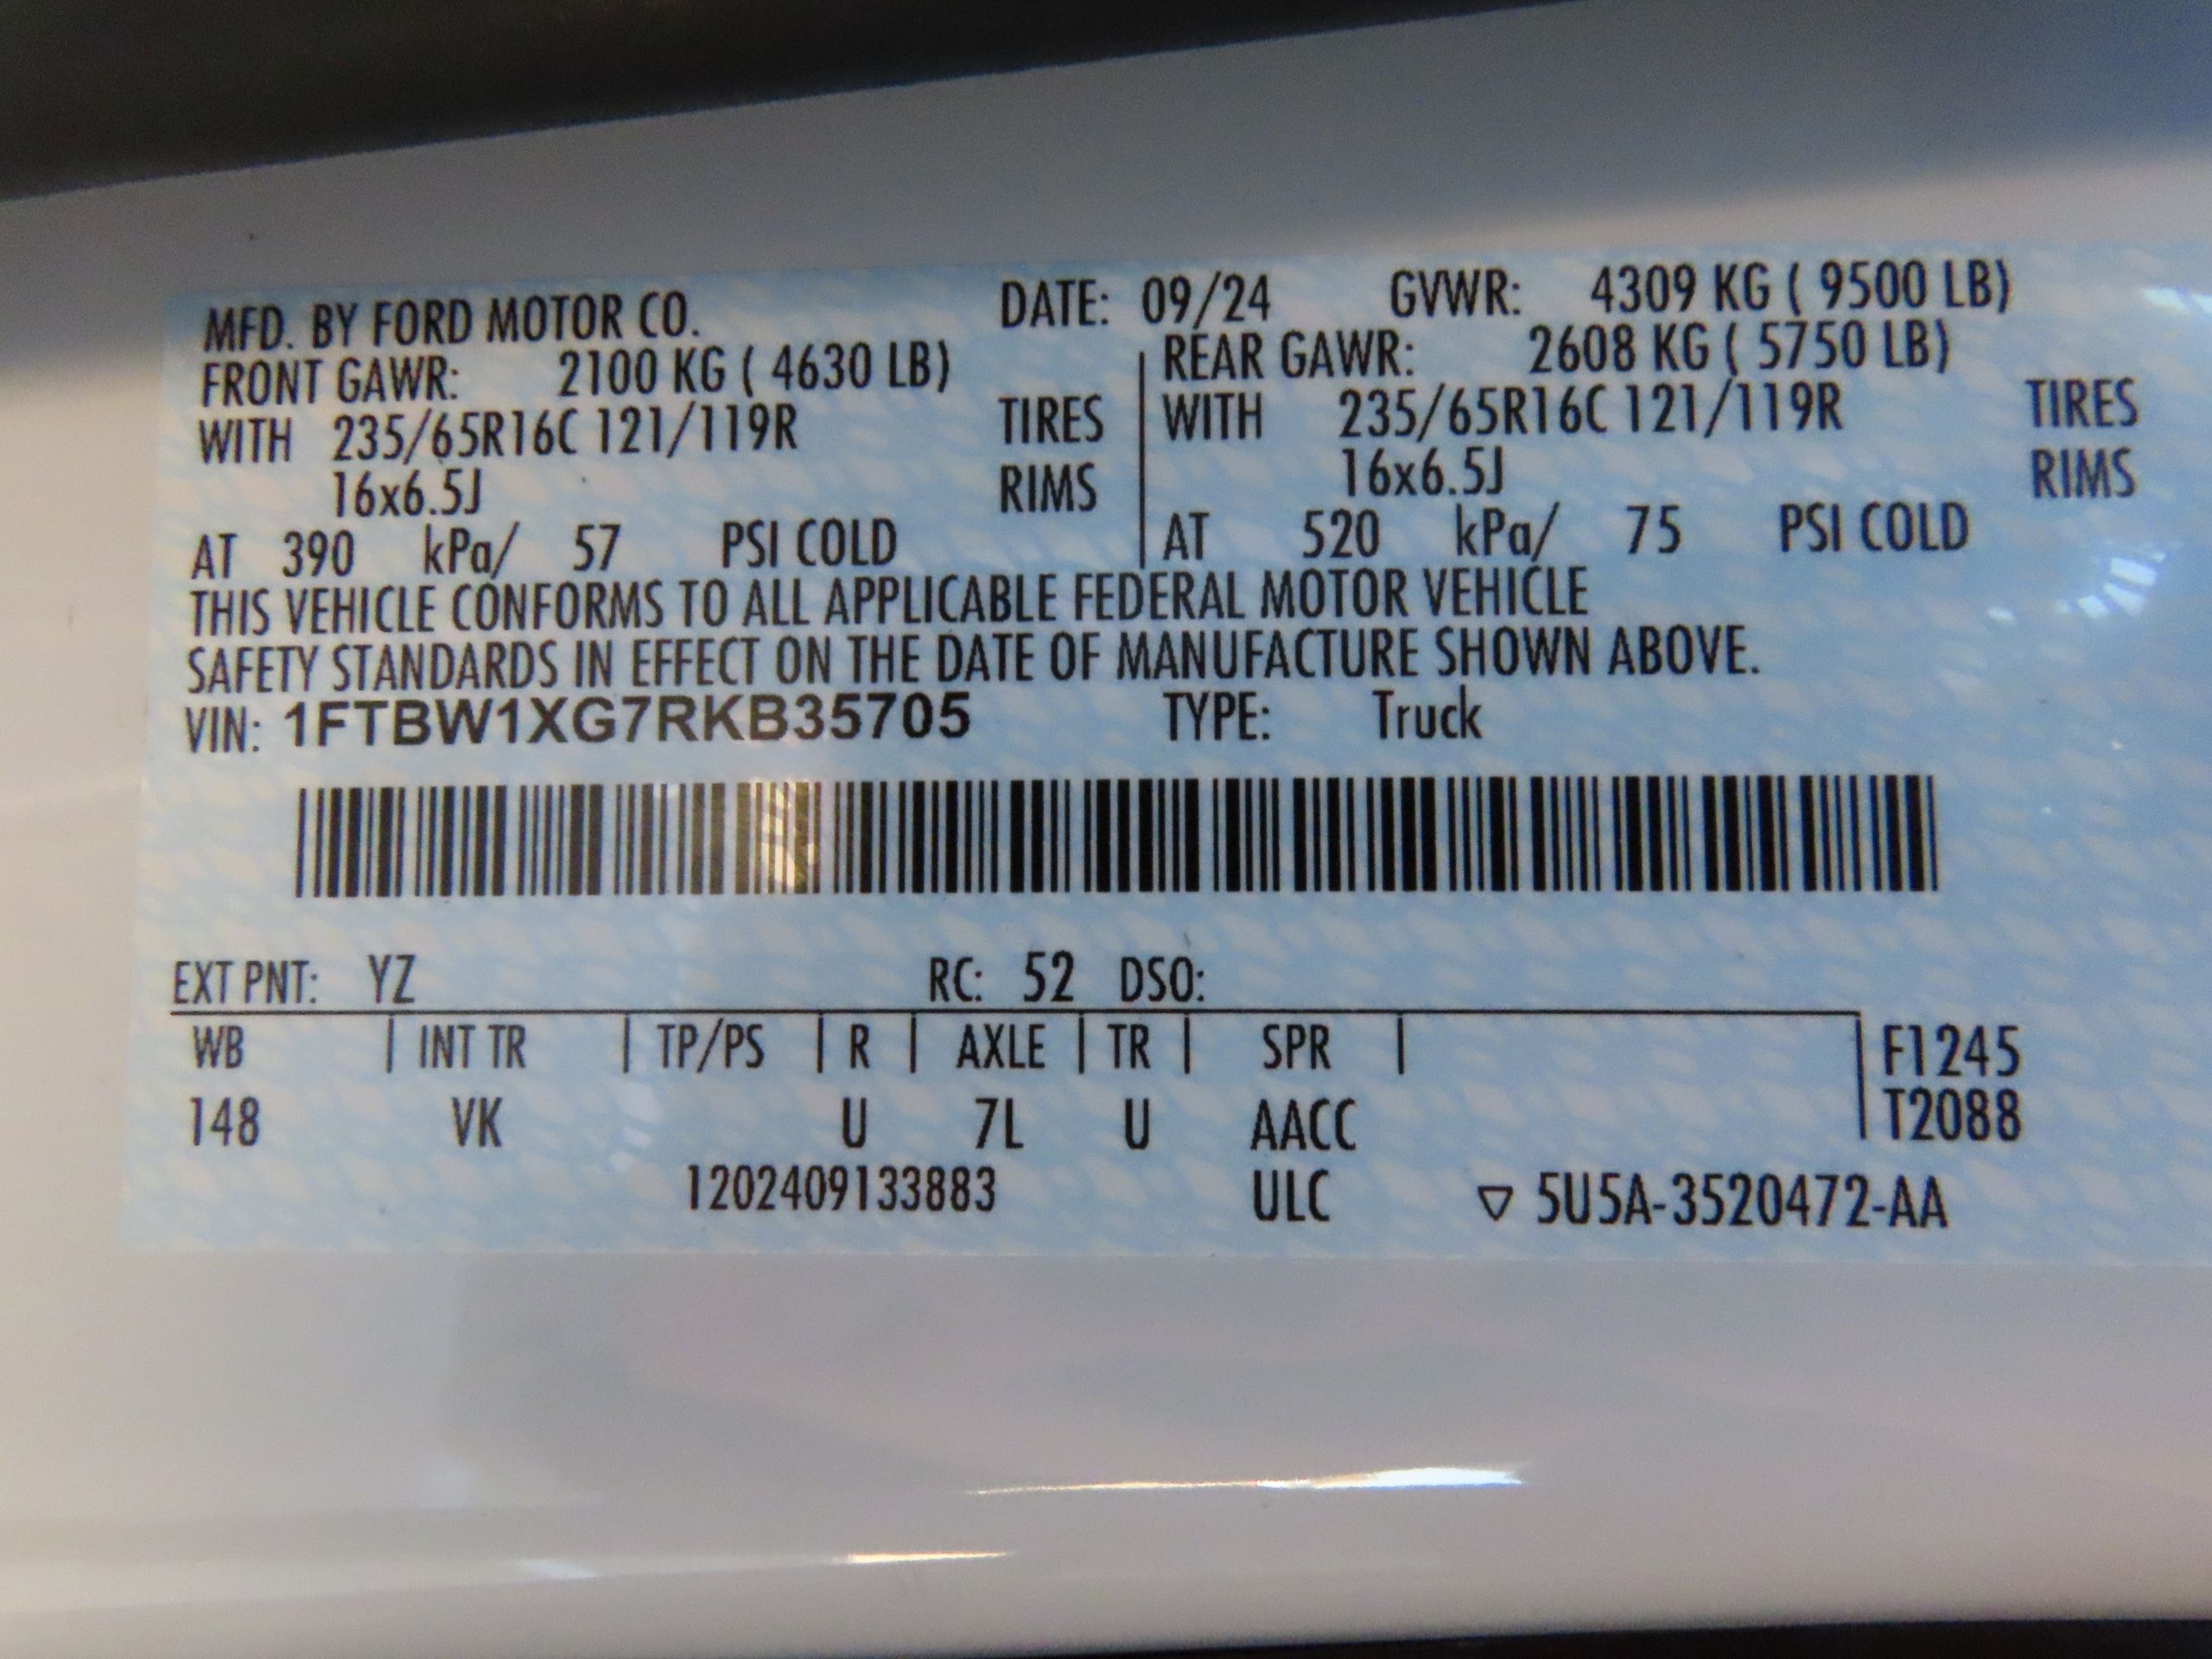 MFD. BY FORD MOTOR CO. DATE: 09/24 GVWR: 4309 KG ( 9500 LB)
FRONT GAWR: 2100 KG ( 4630 LB) REAR GAWR: 2608 KG ( 5750 LB)
WITH 235/65R16C 121/119R TIRES WITH 235/65R16C 121/119R TIRES
16x6.5J RIMS 16x6.5J RIMS
AT 390 kPa/ 57 PSI COLD AT 520 kPa/ 75 PSI COLD
THIS VEHICLE CONFORMS TO ALL APPLICABLE FEDERAL MOTOR VEHICLE
SAFETY STANDARDS IN EFFECT ON THE DATE OF MANUFACTURE SHOWN ABOVE.
VIN: 1FTBW1XG7RKB35705 TYPE: Truck
EXT PNT: YZ RC: 52 DSO:
WB INT TR TP/PS R AXLE TR SPR F1245
148 VK U 7L U AACC T2088
1202409133883 ULC ▽ 5U5A-3520472-AA